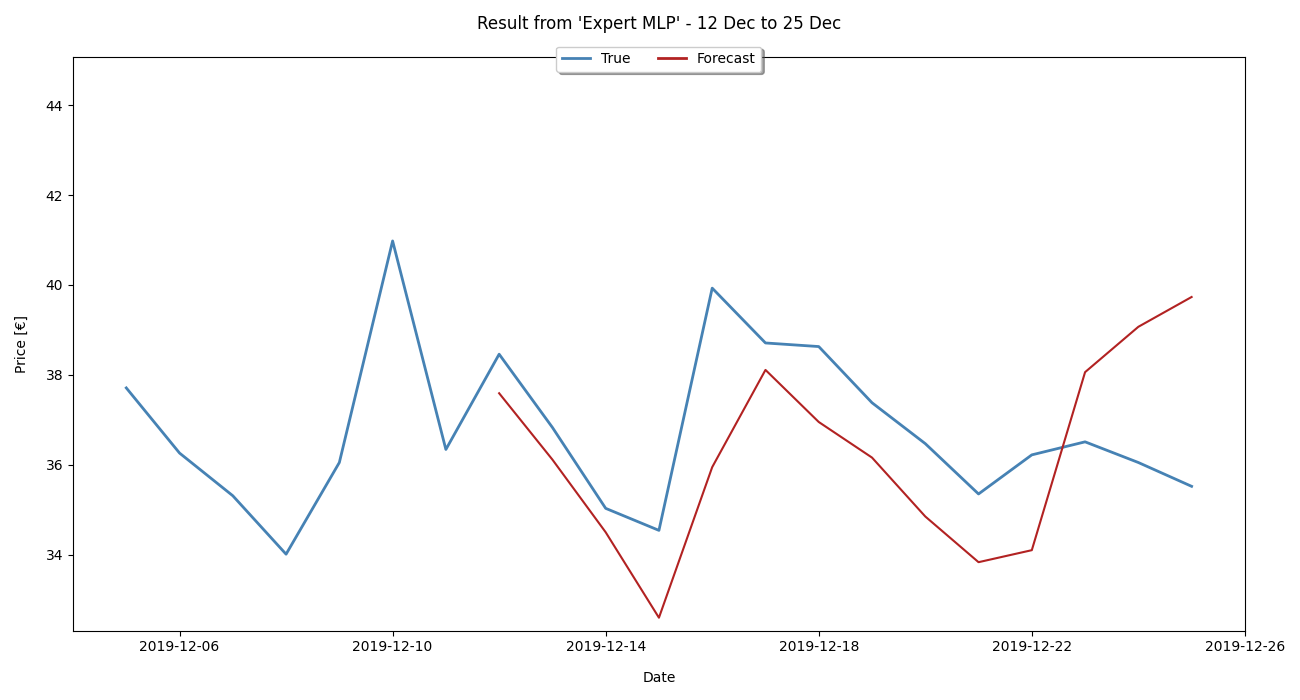 Result from 'Expert MLP' - 12 Dec to 25 Dec
True Forecast
44
42
40
38
36
34
Price [€]
2019-12-06 2019-12-10 2019-12-14 2019-12-18 2019-12-22 2019-12-26
Date